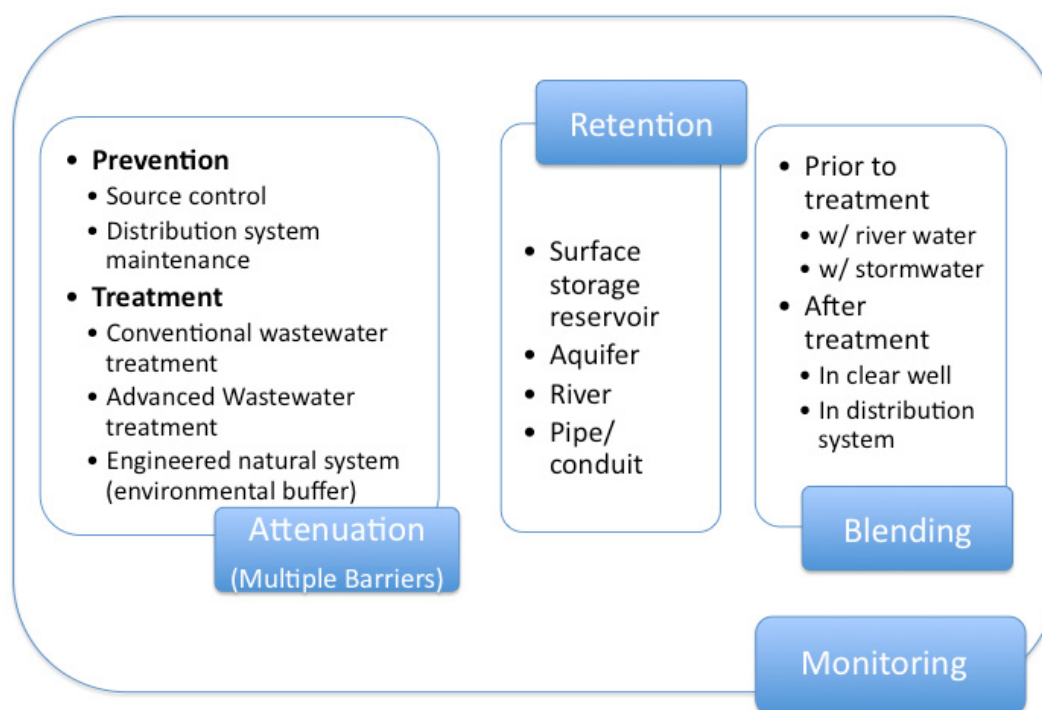 • Prevention
• Source control
• Distribution system
maintenance
• Treatment
• Conventional wastewater
treatment
• Advanced Wastewater
treatment
• Engineered natural system
(environmental buffer)
Attenuation
(Multiple Barriers)
Retention
• Surface
storage
reservoir
• Aquifer
• River
• Pipe/
conduit
• Prior to
treatment
• w/ river water
• w/ stormwater
• After
treatment
• In clear well
• In distribution
system
Blending
Monitoring